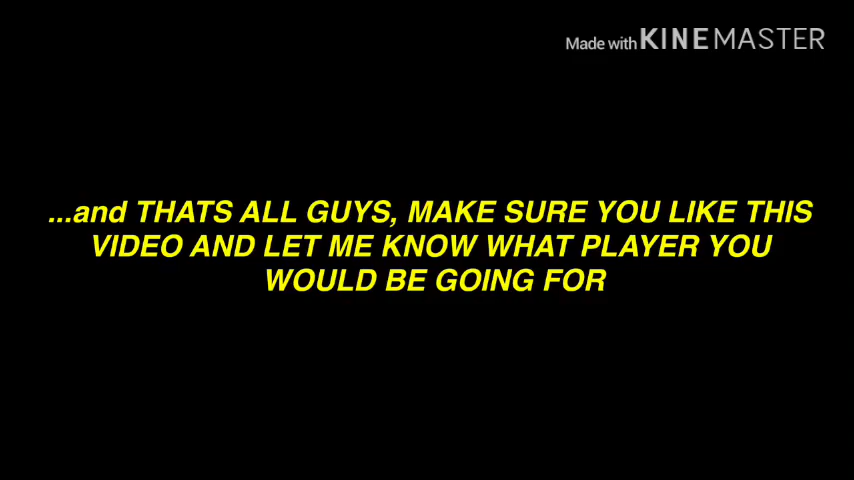 Made with KINEMASTER
...and THATS ALL GUYS, MAKE SURE YOU LIKE THIS
VIDEO AND LET ME KNOW WHAT PLAYER YOU
WOULD BE GOING FOR